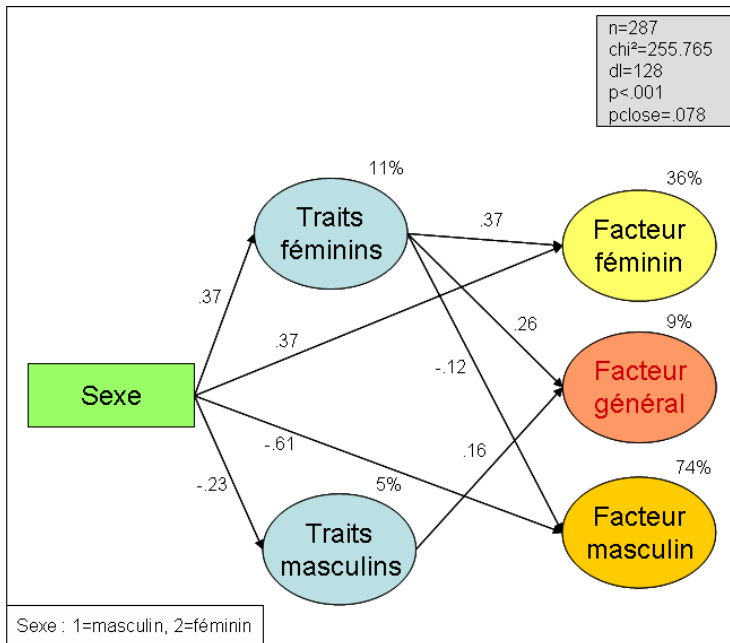 n=287
chi²=255.765
dl=128
p<.001
pclose=.078
11%
36%
Traits
féminins
.37
Facteur
féminin
.37
.37
.26
9%
-.12
Facteur
général
Sexe
-.61
.16
-.23
5%
74%
Traits
masculins
Facteur
masculin
Sexe : 1=masculin, 2=féminin